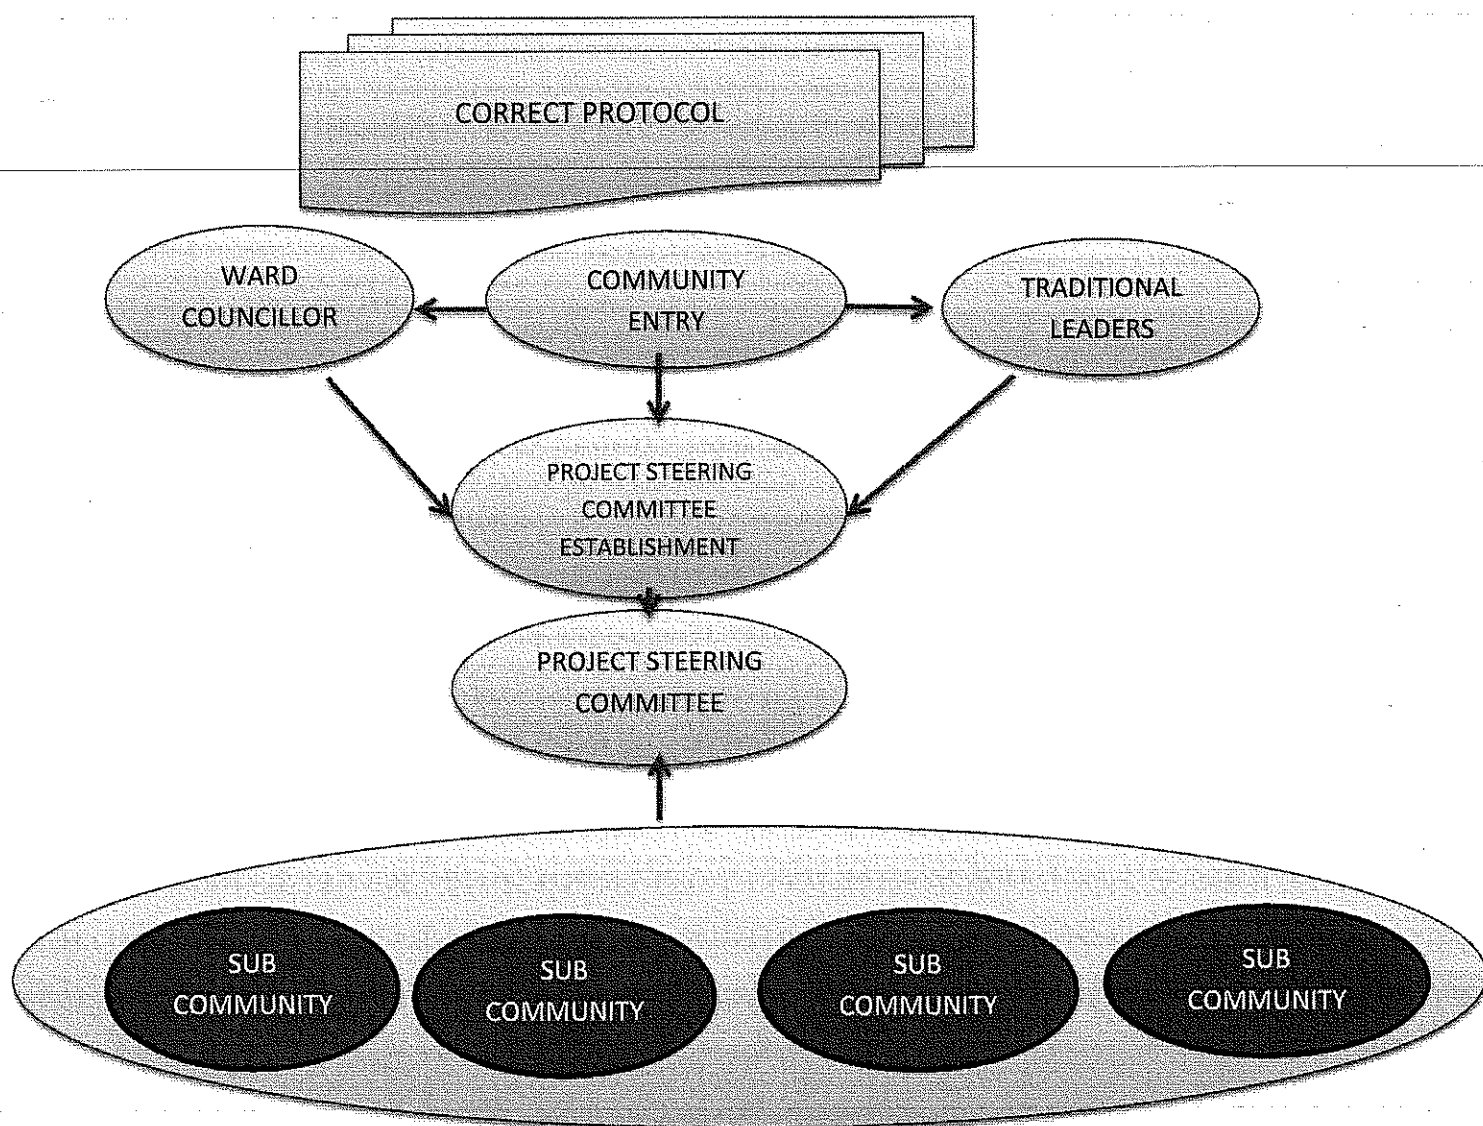 CORRECT PROTOCOL
WARD
COUNCILLOR
COMMUNITY
ENTRY
TRADITIONAL
LEADERS
PROJECT STEERING
COMMITTEE
ESTABLISHMENT
PROJECT STEERING
COMMITTEE
SUB
COMMUNITY
SUB
COMMUNITY
SUB
COMMUNITY
SUB
COMMUNITY